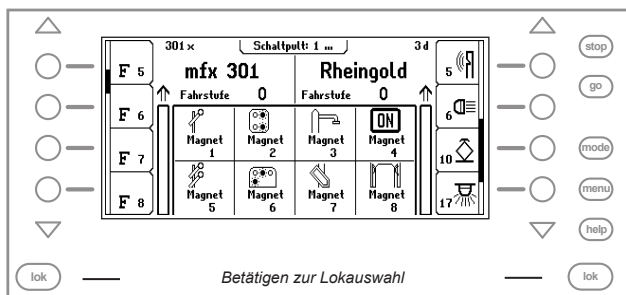 301 × Schaltpult: 1 ... 3 d
F 5 mfx 301 Rheingold 5
Fahrstufe 0 Fahrstufe 0
F 6 6
ON
Magnet 1 Magnet 2 Magnet 3 Magnet 4
F 7 10
Magnet 5 Magnet 6 Magnet 7 Magnet 8
F 8 17
stop
go
mode
menu
help
lok Betätigen zur Lokauswahl lok